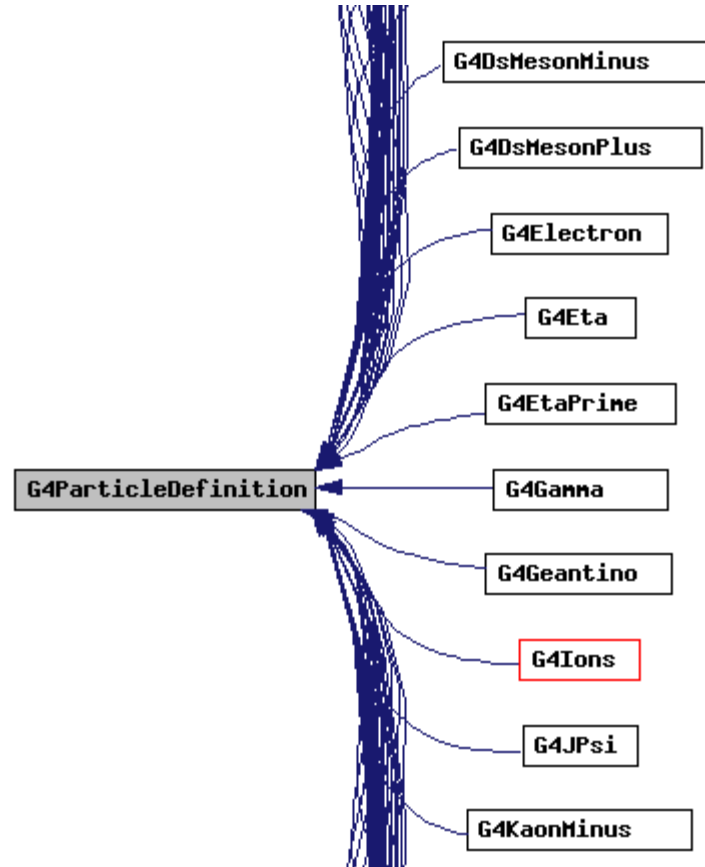 G4DsMesonMinus
G4DsMesonPlus
G4Electron
G4Eta
G4EtaPrime
G4ParticleDefinition
G4Gamma
G4Geantino
G4Ions
G4JPsi
G4KaonMinus